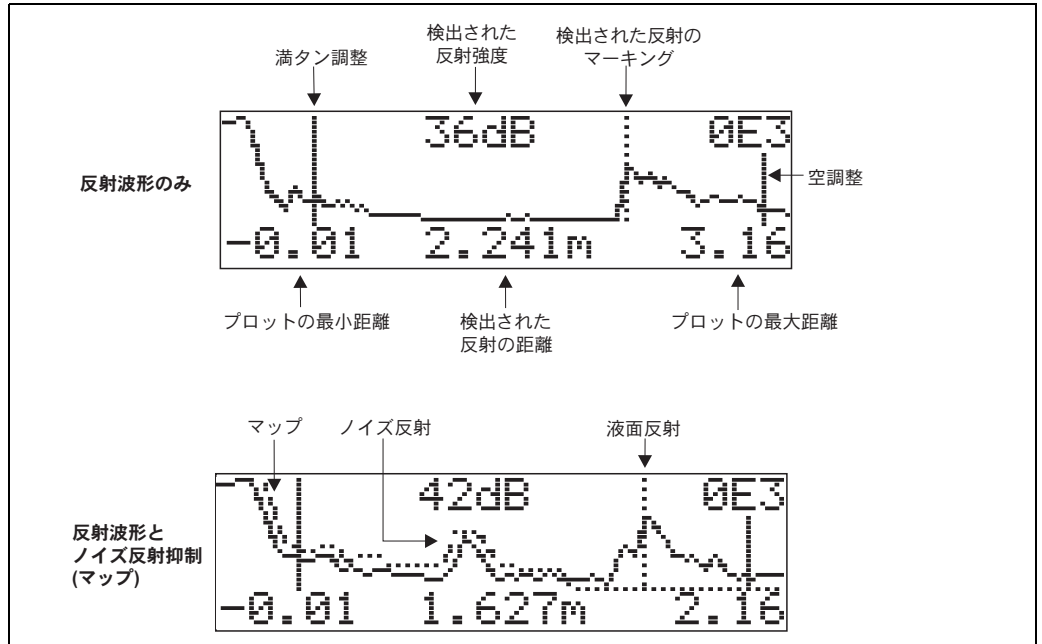 満タン調整
検出された
反射強度
検出された反射の
マーキング
36dB
0E3
反射波形のみ
空調整
-0.01
2.241m
3.16
プロットの最小距離
検出された
反射の距離
プロットの最大距離
マップ
ノイズ反射
液面反射
42dB
0E3
反射波形と
ノイズ反射抑制
(マップ)
-0.01
1.627m
2.16